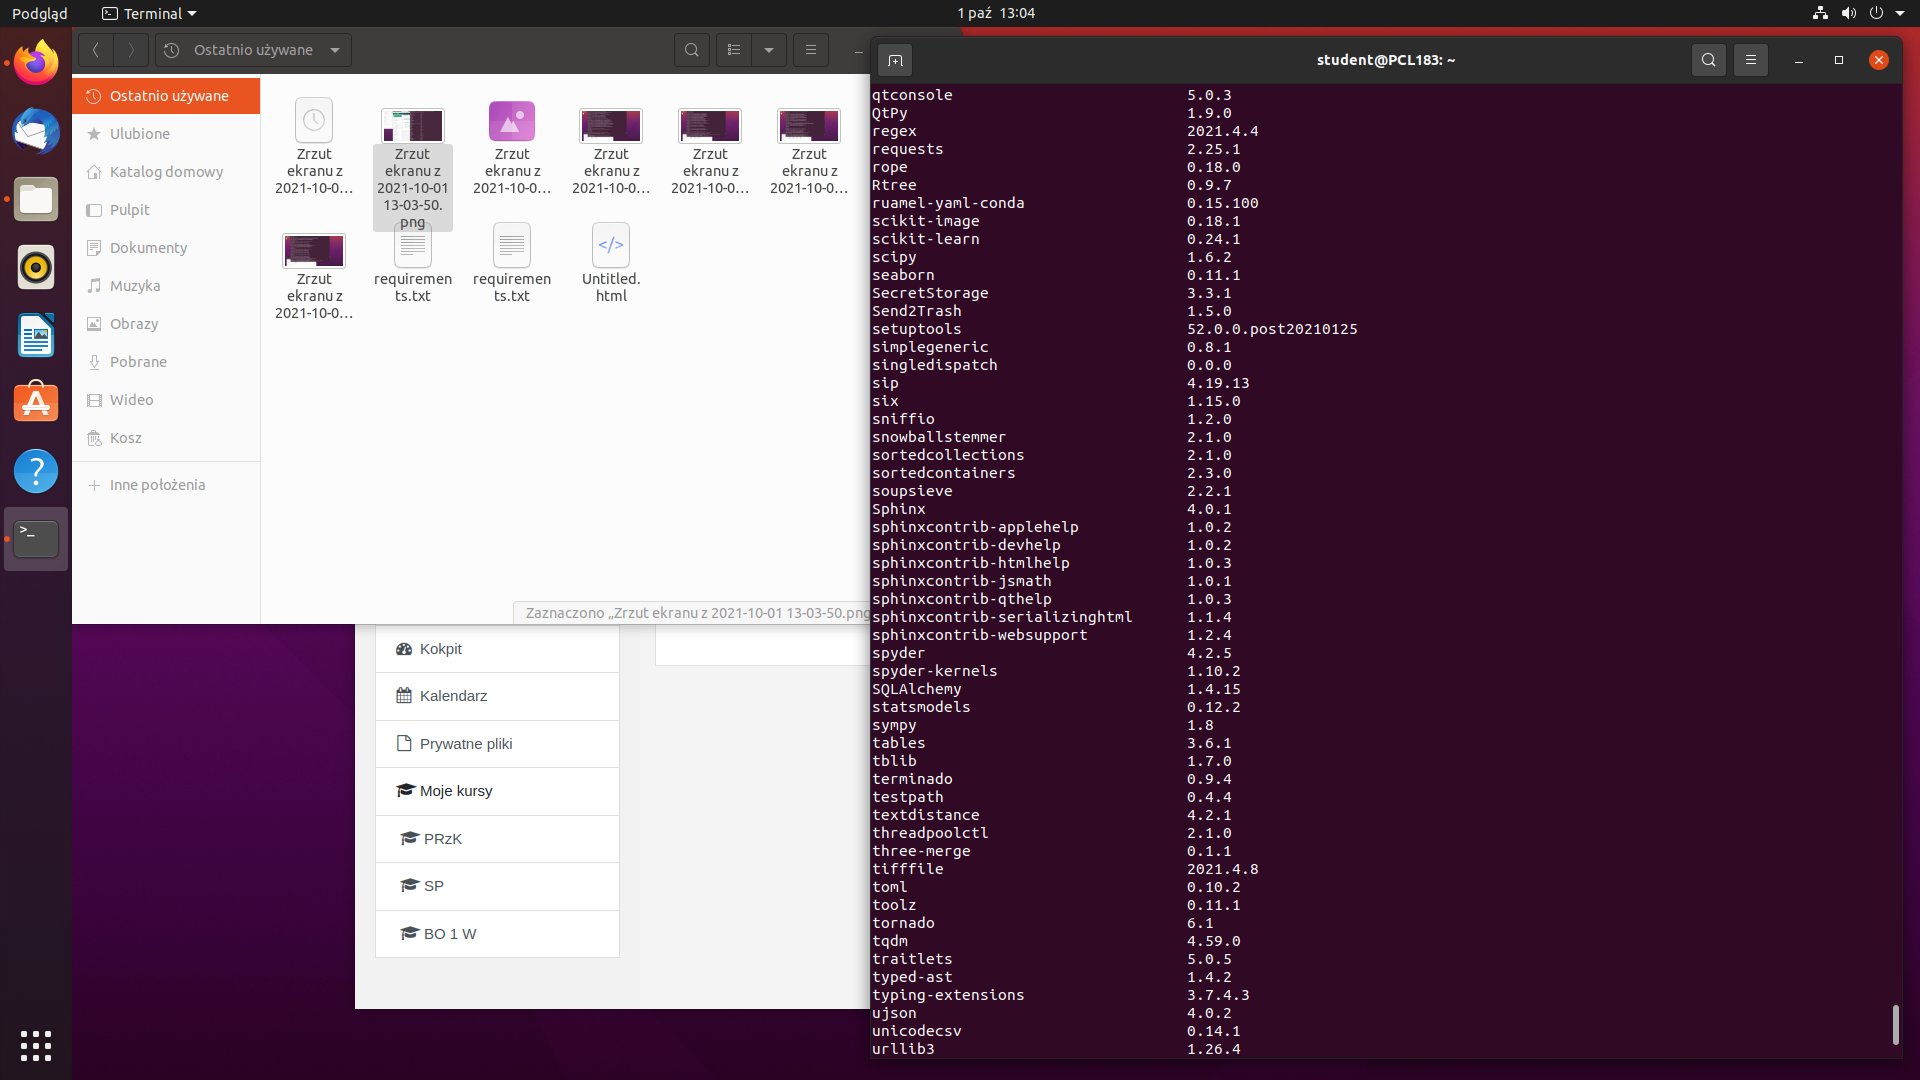 Podgląd
Terminal
1 paź 13:04
Ostatnio używane
Ostatnio używane
Ulubione
Katalog domowy
Pulpit
Dokumenty
Muzyka
Obrazy
Pobrane
Wideo
Kosz
Inne położenia
Zrzut
ekranu z
2021-10-0…
Zrzut
ekranu z
2021-10-01
13-03-50.
png
Zrzut
ekranu z
2021-10-0…
Zrzut
ekranu z
2021-10-0…
Zrzut
ekranu z
2021-10-0…
Zrzut
ekranu z
2021-10-0…
Zrzut
ekranu z
2021-10-0…
requiremen
ts.txt
requiremen
ts.txt
Untitled.
html
Zaznaczono „Zrzut ekranu z 2021-10-01 13-03-50.png
Kokpit
Kalendarz
Prywatne pliki
Moje kursy
PRzK
SP
BO 1 W
student@PCL183: ~
qtconsole 5.0.3
QtPy 1.9.0
regex 2021.4.4
requests 2.25.1
rope 0.18.0
Rtree 0.9.7
ruamel-yaml-conda 0.15.100
scikit-image 0.18.1
scikit-learn 0.24.1
scipy 1.6.2
seaborn 0.11.1
SecretStorage 3.3.1
Send2Trash 1.5.0
setuptools 52.0.0.post20210125
simplegeneric 0.8.1
singledispatch 0.0.0
sip 4.19.13
six 1.15.0
sniffio 1.2.0
snowballstemmer 2.1.0
sortedcollections 2.1.0
sortedcontainers 2.3.0
soupsieve 2.2.1
Sphinx 4.0.1
sphinxcontrib-applehelp 1.0.2
sphinxcontrib-devhelp 1.0.2
sphinxcontrib-htmlhelp 1.0.3
sphinxcontrib-jsmath 1.0.1
sphinxcontrib-qthelp 1.0.3
sphinxcontrib-serializinghtml 1.1.4
sphinxcontrib-websupport 1.2.4
spyder 4.2.5
spyder-kernels 1.10.2
SQLAlchemy 1.4.15
statsmodels 0.12.2
sympy 1.8
tables 3.6.1
tblib 1.7.0
terminado 0.9.4
testpath 0.4.4
textdistance 4.2.1
threadpoolctl 2.1.0
three-merge 0.1.1
tifffile 2021.4.8
toml 0.10.2
toolz 0.11.1
tornado 6.1
tqdm 4.59.0
traitlets 5.0.5
typed-ast 1.4.2
typing-extensions 3.7.4.3
ujson 4.0.2
unicodecsv 0.14.1
urllib3 1.26.4